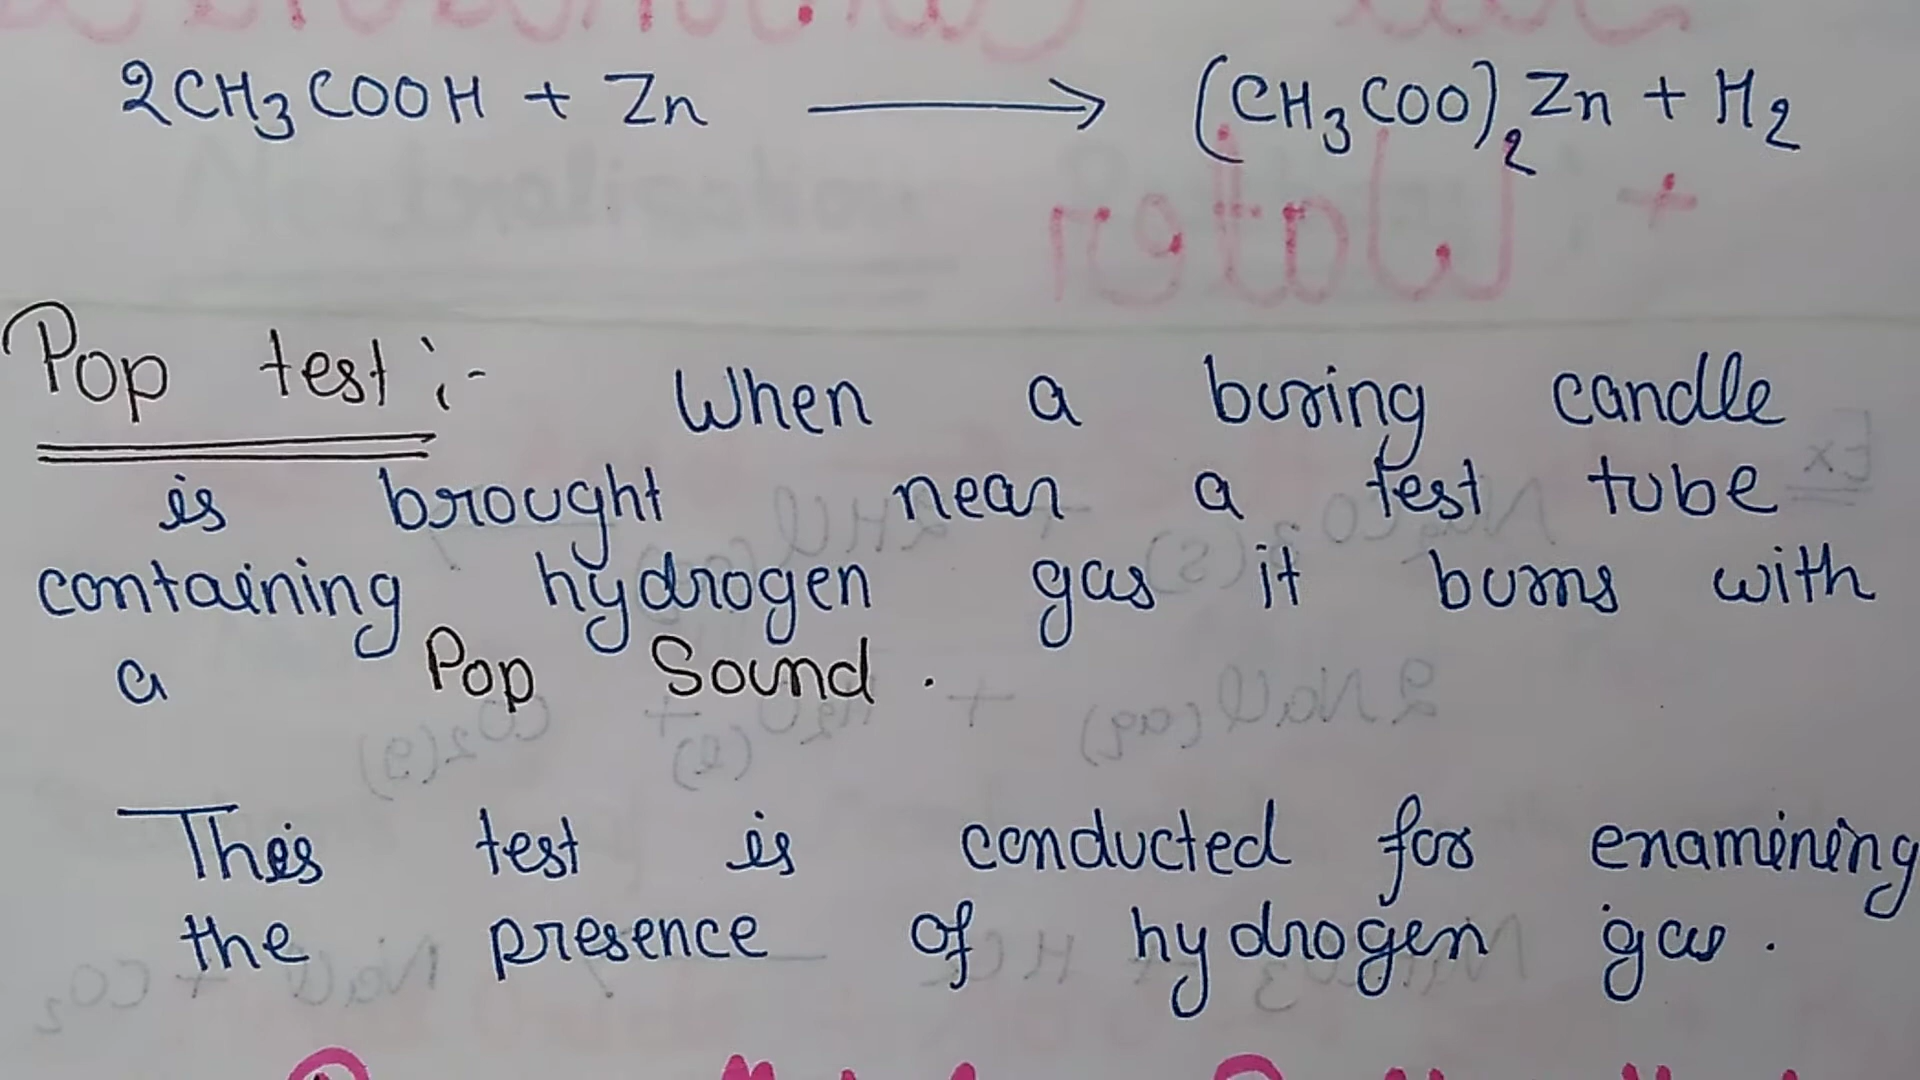 2CH₃COOH + Zn ⟶ (CH₃COO)₂Zn + H₂
Pop test :- When a buring candle
is brought near a test tube
containing hydrogen gas it burns with
a Pop Sound .
This test is conducted for enamining
the presence of hydrogen gas .